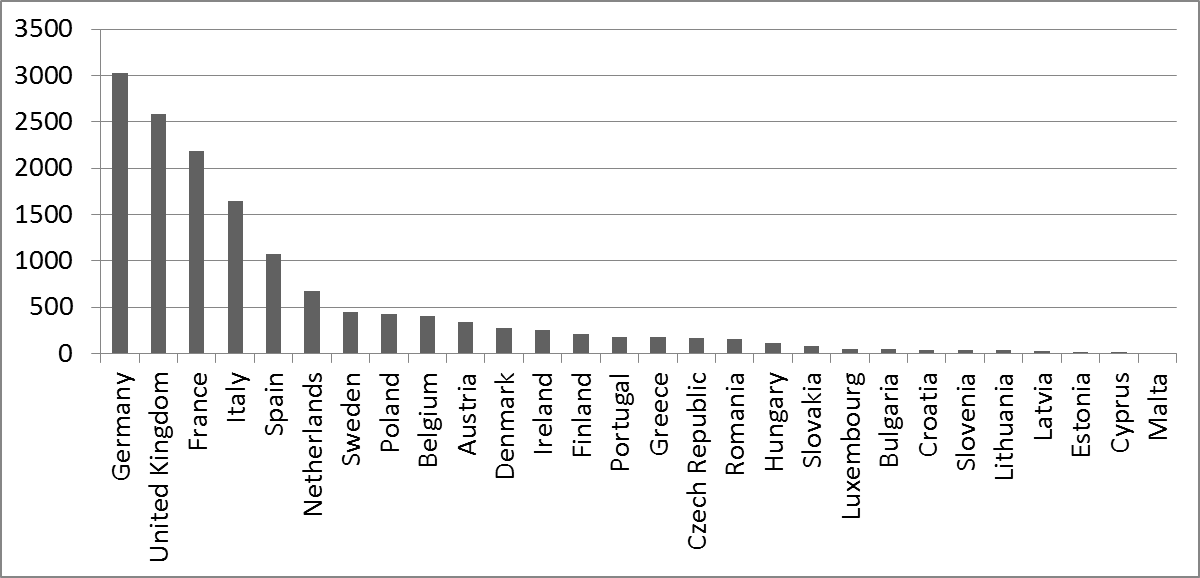 3500
3000
2500
2000
1500
1000
500
0
Germany
United Kingdom
France
Italy
Spain
Netherlands
Sweden
Poland
Belgium
Austria
Denmark
Ireland
Finland
Portugal
Greece
Czech Republic
Romania
Hungary
Slovakia
Luxembourg
Bulgaria
Croatia
Slovenia
Lithuania
Latvia
Estonia
Cyprus
Malta